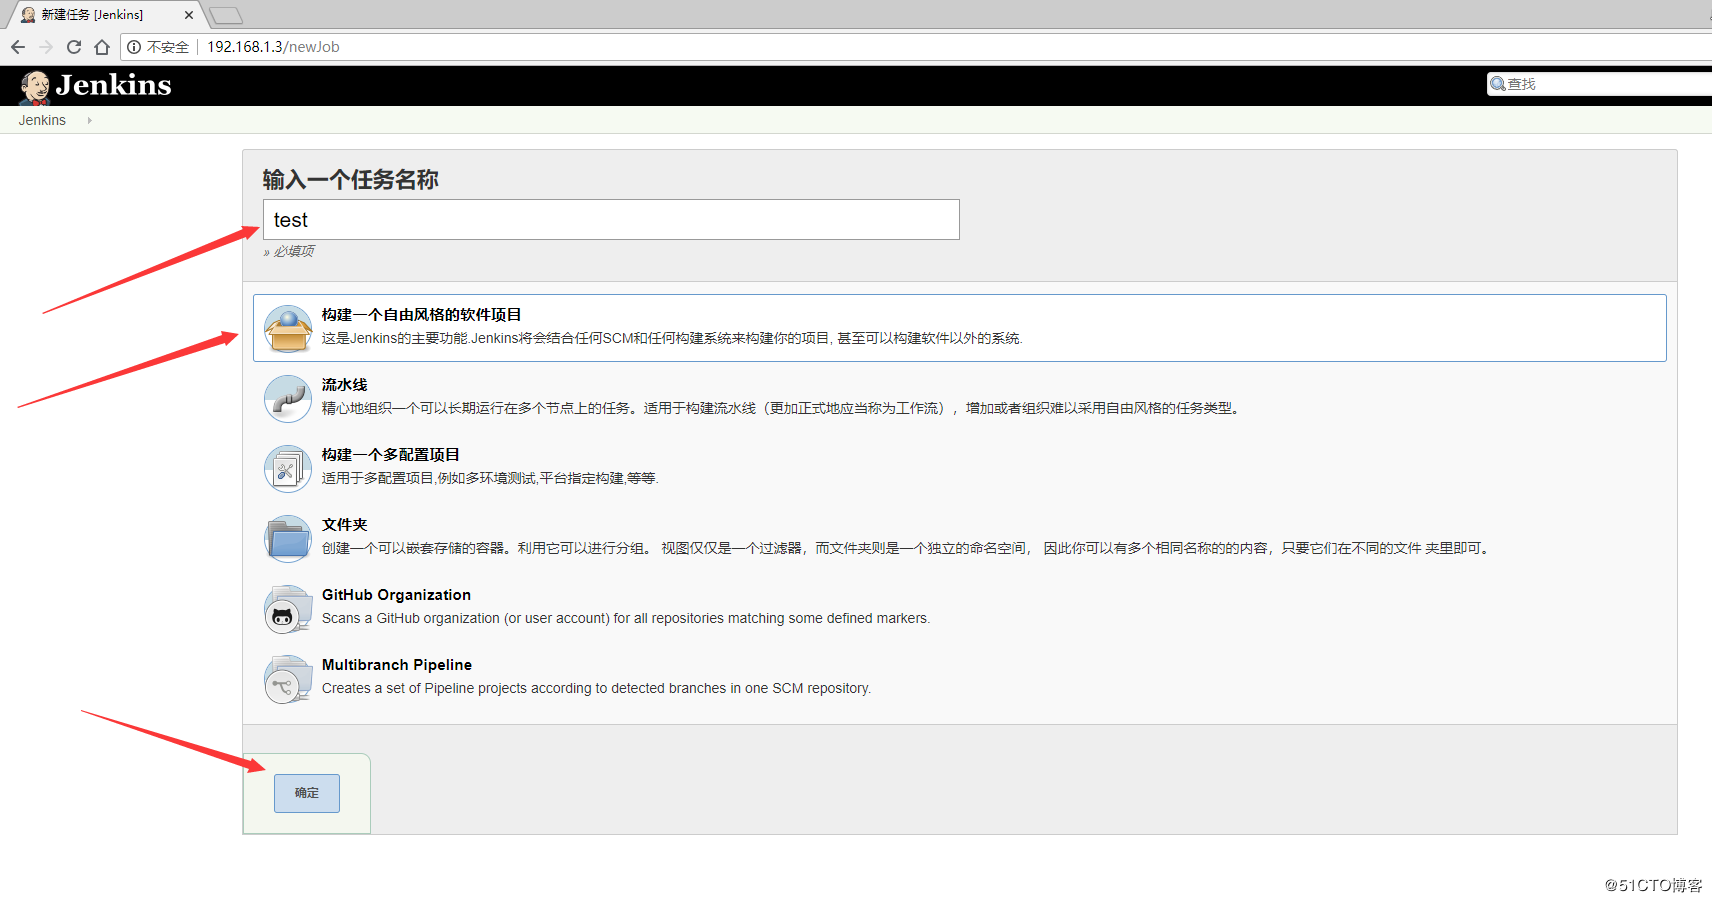 新建任务 [Jenkins]
不安全 192.168.1.3/newJob
Jenkins
查找
Jenkins
输入一个任务名称
test
» 必填项
构建一个自由风格的软件项目
这是Jenkins的主要功能.Jenkins将会结合任何SCM和任何构建系统来构建你的项目, 甚至可以构建软件以外的系统.
流水线
精心地组织一个可以长期运行在多个节点上的任务。适用于构建流水线（更加正式地应当称为工作流），增加或者组织难以采用自由风格的任务类型。
构建一个多配置项目
适用于多配置项目,例如多环境测试,平台指定构建,等等.
文件夹
创建一个可以嵌套存储的容器。利用它可以进行分组。 视图仅仅是一个过滤器，而文件夹则是一个独立的命名空间， 因此你可以有多个相同名称的的内容，只要它们在不同的文件 夹里即可。
GitHub Organization
Scans a GitHub organization (or user account) for all repositories matching some defined markers.
Multibranch Pipeline
Creates a set of Pipeline projects according to detected branches in one SCM repository.
确定
@51CTO博客